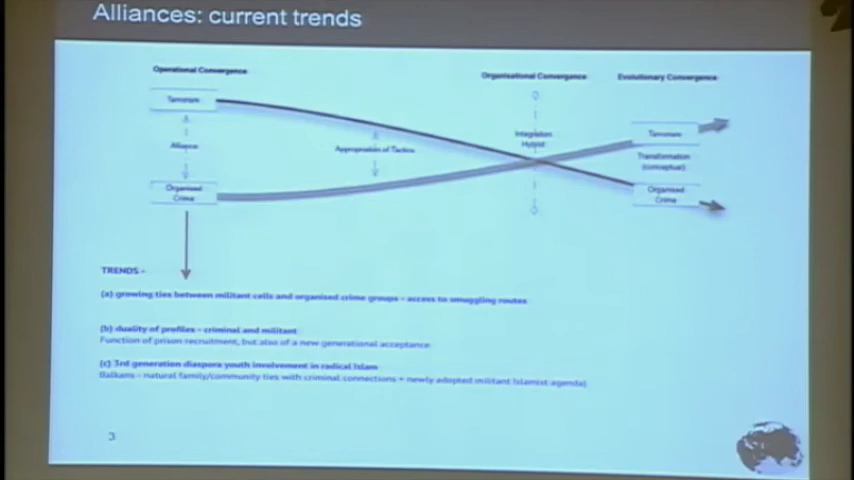 Alliances: current trends
Operational Convergence
Organisational Convergence
Evolutionary Convergence
Terrorism
Alliance
Appropriation of Tactics
Integration
Hybrid
Terrorism
Transformation
(conceptual)
Organised
Crime
Organised
Crime
TRENDS –
(a) growing ties between militant cells and organised crime groups – access to smuggling routes
(b) duality of profiles – criminal and militant
Function of prison recruitment, but also of a new generational acceptance
(c) 3rd generation diaspora youth involvement in radical Islam
Balkans – natural family/community ties with criminal connections + newly adopted militant Islamist agenda)
3